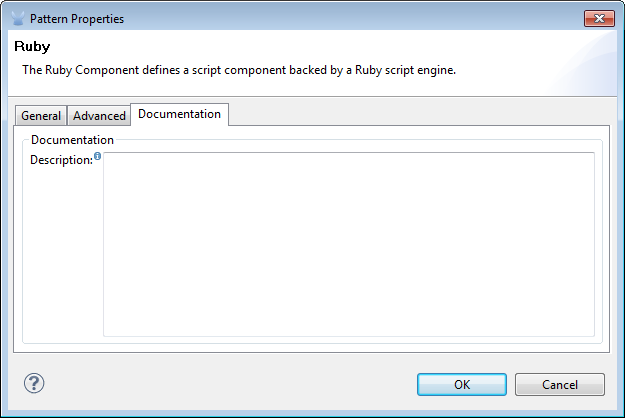 Pattern Properties
Ruby
The Ruby Component defines a script component backed by a Ruby script engine.
General Advanced Documentation
Documentation
Description:
OK Cancel